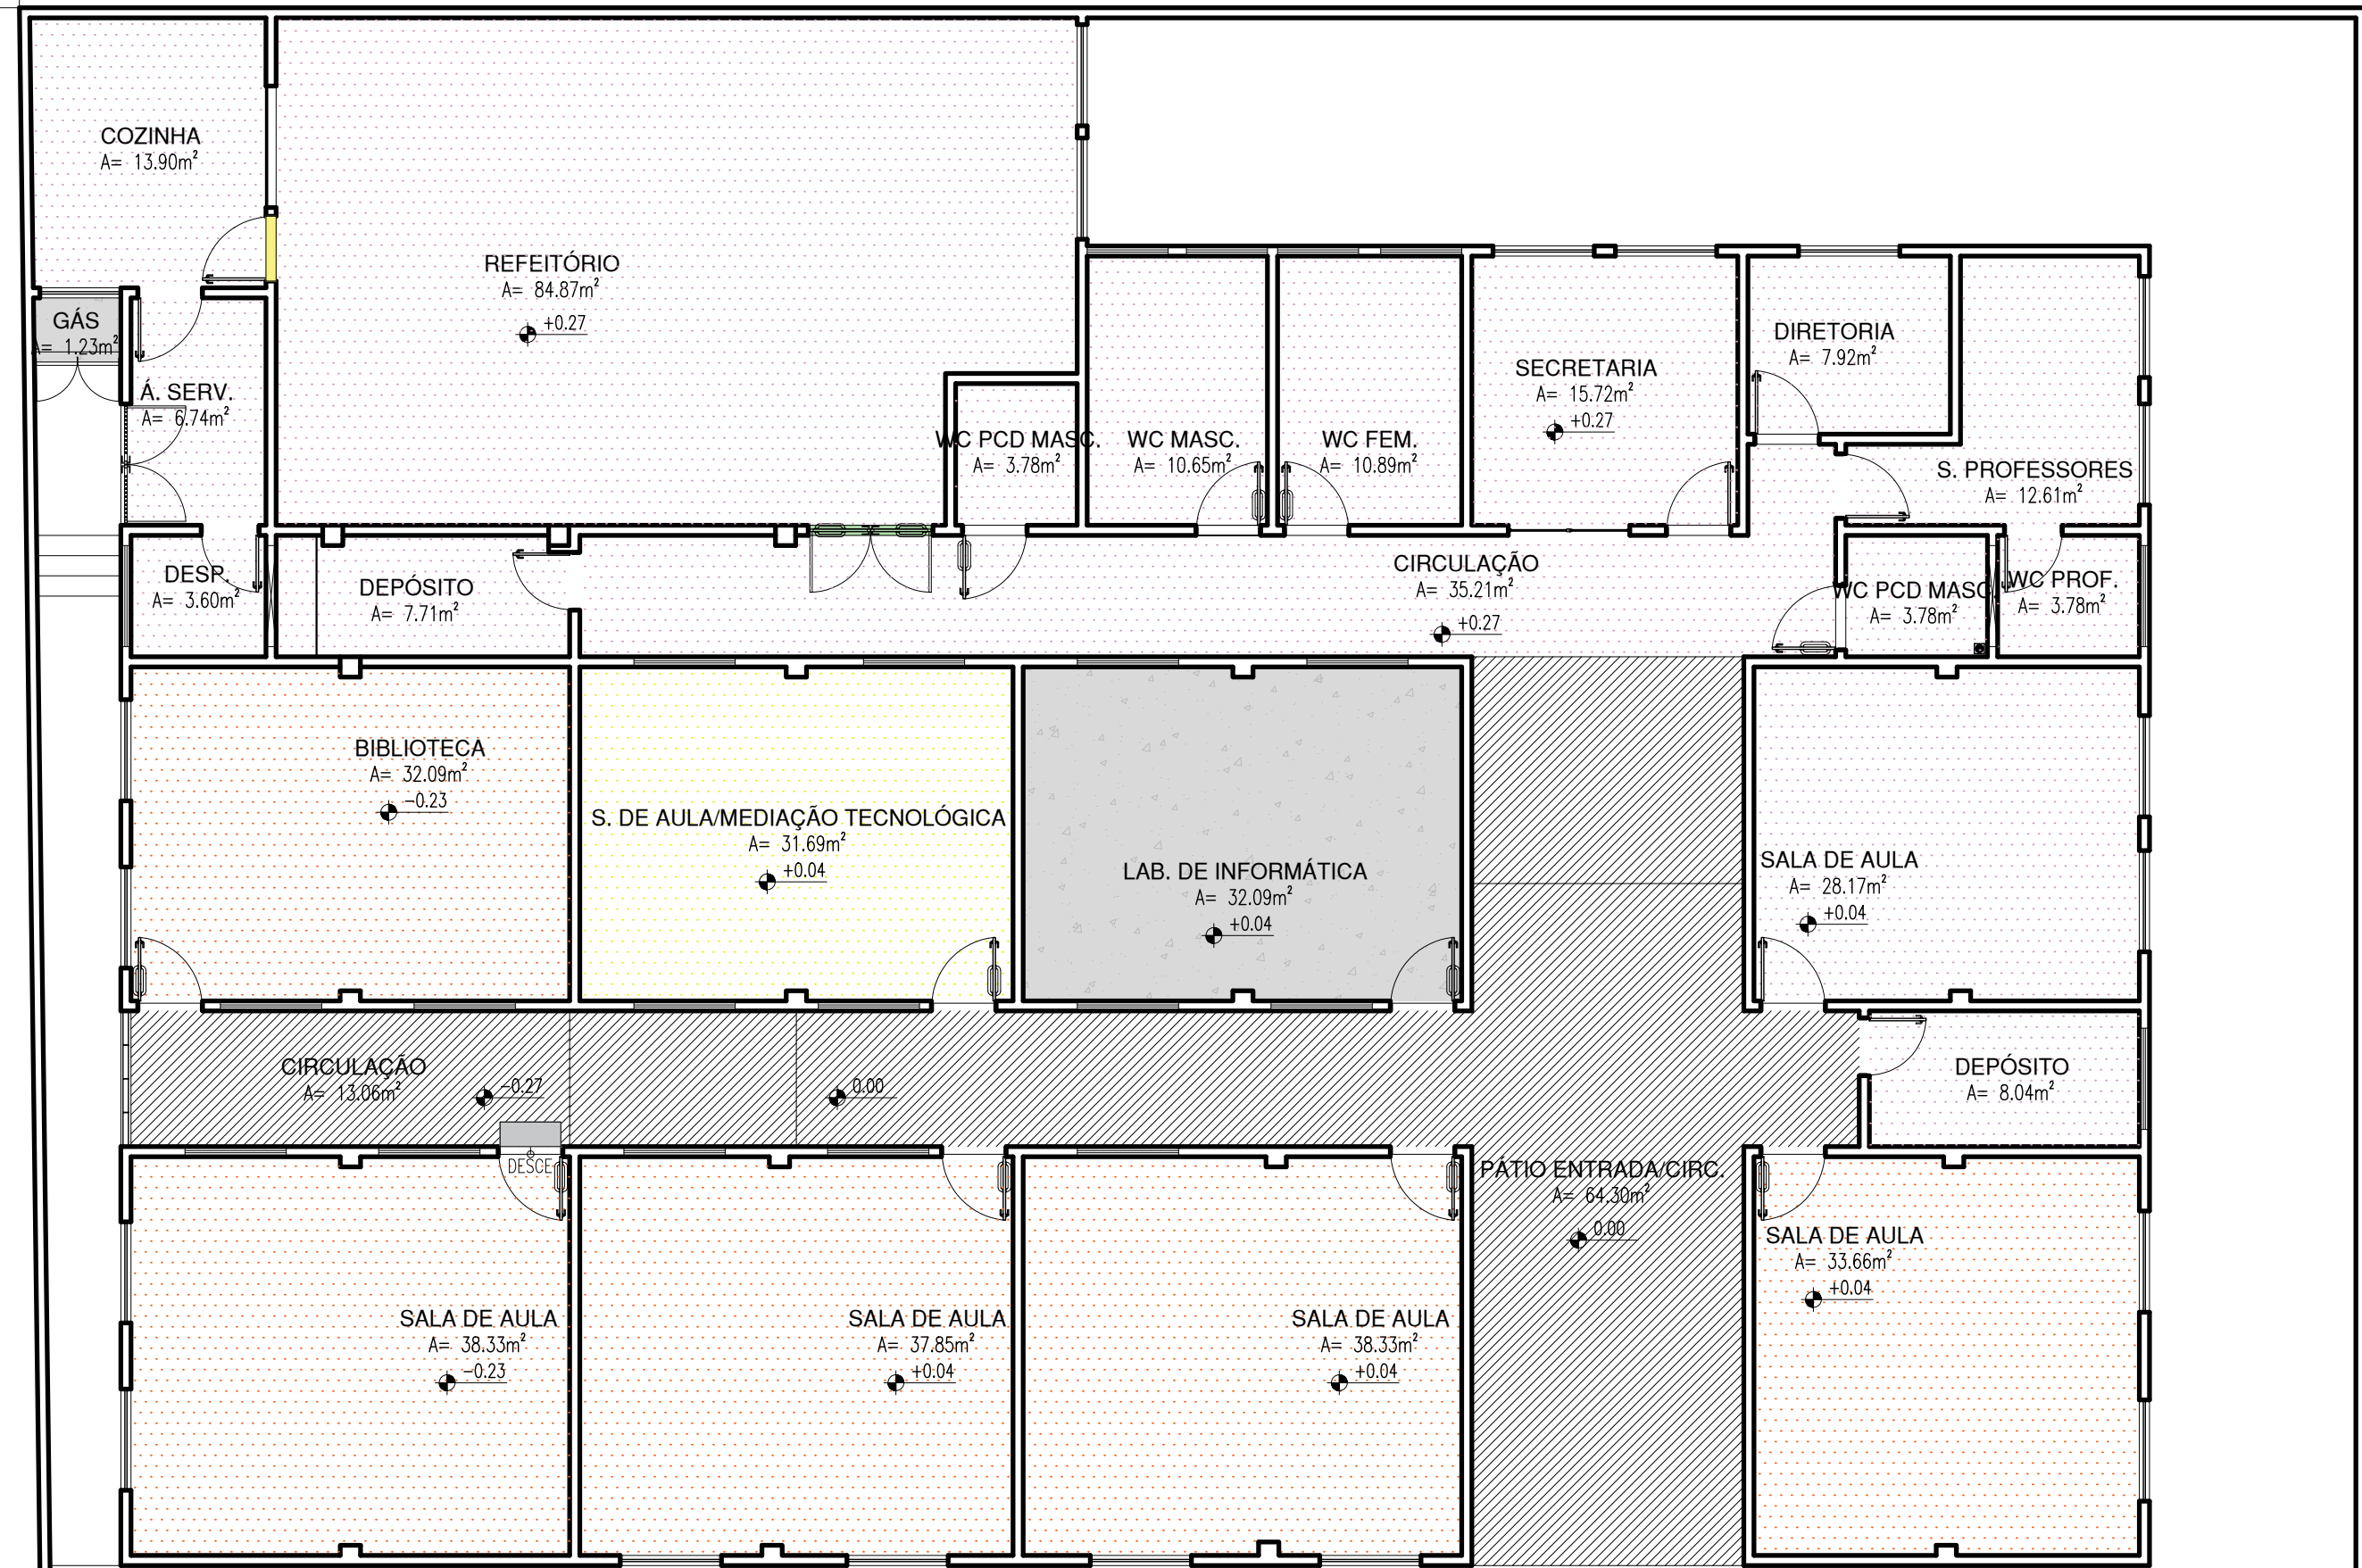 COZINHA
A= 13.90m²
REFEITÓRIO
A= 84.87m²
+0.27
GÁS
A= 1.23m²
Á. SERV.
A= 6.74m²
WC PCD MASC.
A= 3.78m²
WC MASC.
A= 10.65m²
WC FEM.
A= 10.89m²
SECRETARIA
A= 15.72m²
+0.27
DIRETORIA
A= 7.92m²
S. PROFESSORES
A= 12.61m²
DESP.
A= 3.60m²
DEPÓSITO
A= 7.71m²
CIRCULAÇÃO
A= 35.21m²
+0.27
WC PCD MASC.
A= 3.78m²
WC PROF.
A= 3.78m²
BIBLIOTECA
A= 32.09m²
-0.23
S. DE AULA/MEDIAÇÃO TECNOLÓGICA
A= 31.69m²
+0.04
LAB. DE INFORMÁTICA
A= 32.09m²
+0.04
SALA DE AULA
A= 28.17m²
+0.04
CIRCULAÇÃO
A= 13.06m²
-0.27
0.00
DEPÓSITO
A= 8.04m²
DESCE
PÁTIO ENTRADA/CIRC.
A= 64.30m²
0.00
SALA DE AULA
A= 33.66m²
+0.04
SALA DE AULA
A= 38.33m²
-0.23
SALA DE AULA
A= 37.85m²
+0.04
SALA DE AULA
A= 38.33m²
+0.04